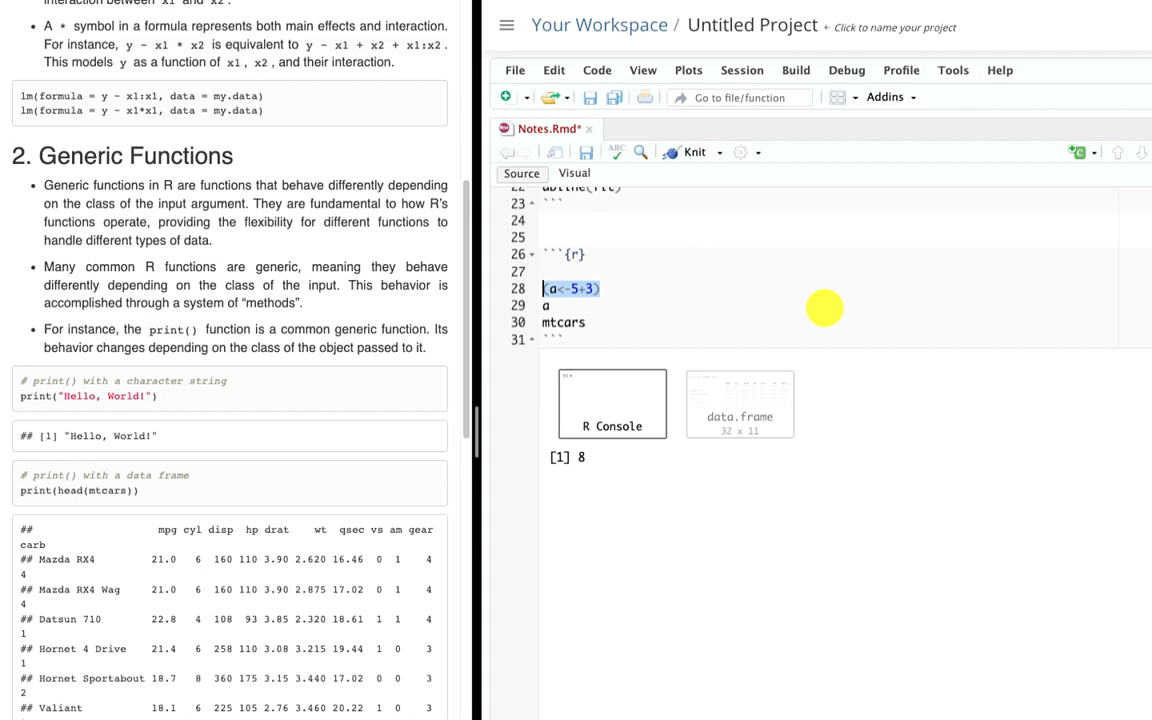 interaction between x1 and x2 .
• A * symbol in a formula represents both main effects and interaction.
For instance, y ~ x1 * x2 is equivalent to y ~ x1 + x2 + x1:x2 .
This models y as a function of x1 , x2 , and their interaction.
lm(formula = y ~ x1:x1, data = my.data)
lm(formula = y ~ x1*x1, data = my.data)
2. Generic Functions
• Generic functions in R are functions that behave differently depending
on the class of the input argument. They are fundamental to how R's
functions operate, providing the flexibility for different functions to
handle different types of data.
• Many common R functions are generic, meaning they behave
differently depending on the class of the input. This behavior is
accomplished through a system of “methods”.
• For instance, the print() function is a common generic function. Its
behavior changes depending on the class of the object passed to it.
# print() with a character string
print("Hello, World!")
## [1] "Hello, World!"
# print() with a data frame
print(head(mtcars))
## mpg cyl disp hp drat wt qsec vs am gear
carb
## Mazda RX4 21.0 6 160 110 3.90 2.620 16.46 0 1 4
4
## Mazda RX4 Wag 21.0 6 160 110 3.90 2.875 17.02 0 1 4
4
## Datsun 710 22.8 4 108 93 3.85 2.320 18.61 1 1 4
1
## Hornet 4 Drive 21.4 6 258 110 3.08 3.215 19.44 1 0 3
1
## Hornet Sportabout 18.7 8 360 175 3.15 3.440 17.02 0 0 3
2
## Valiant 18.1 6 225 105 2.76 3.460 20.22 1 0 3
Your Workspace / Untitled Project ← Click to name your project
File Edit Code View Plots Session Build Debug Profile Tools Help
Go to file/function Addins
Notes.Rmd*
ABC Knit
Source Visual
22 abline(fit)
23 ```
24
25
26 ```{r}
27
28 (a<-5+3)
29 a
30 mtcars
31 ```
R Console
data.frame
32 x 11
[1] 8